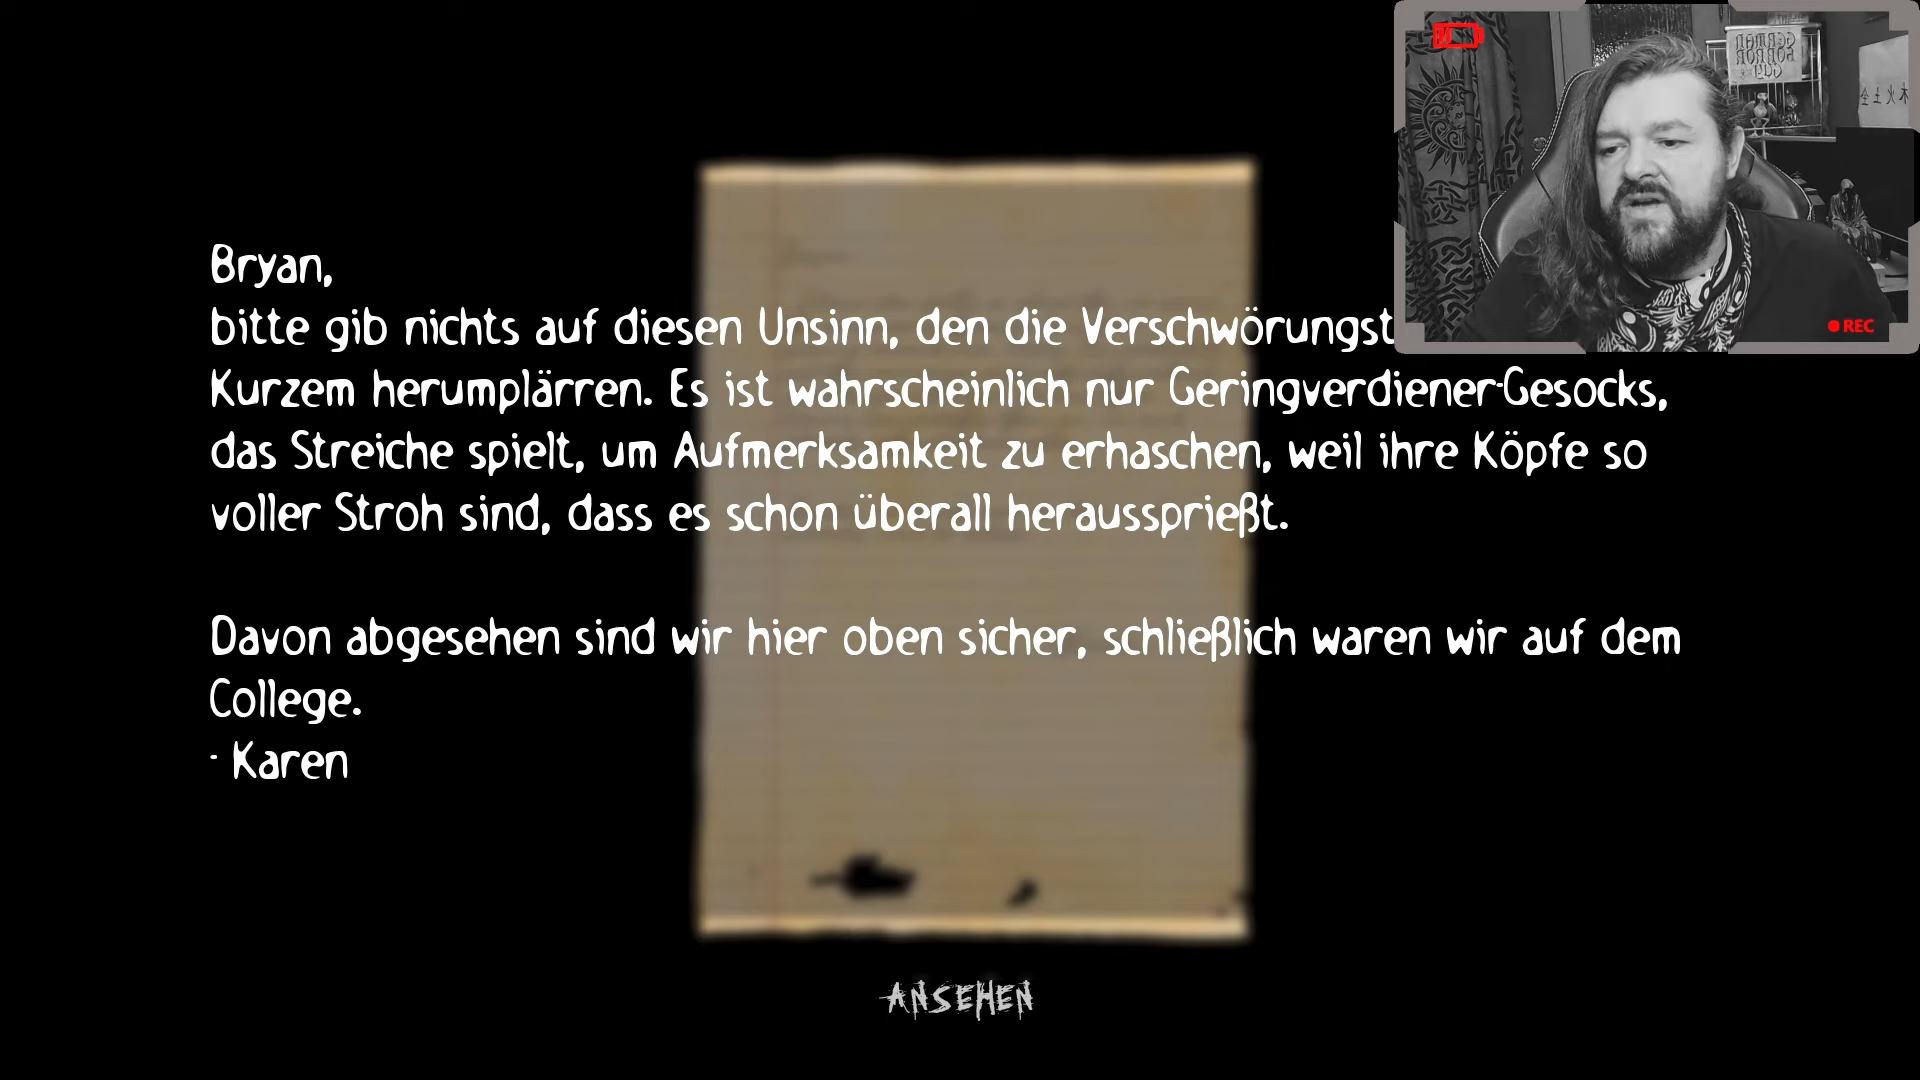 Bryan,
bitte gib nichts auf diesen Unsinn, den die Verschwörungst
Kurzem herumplärren. Es ist wahrscheinlich nur Geringverdiener-Gesocks,
das Streiche spielt, um Aufmerksamkeit zu erhaschen, weil ihre Köpfe so
voller Stroh sind, dass es schon überall heraussprießt.
Davon abgesehen sind wir hier oben sicher, schließlich waren wir auf dem
College.
- Karen
ANSEHEN
REC